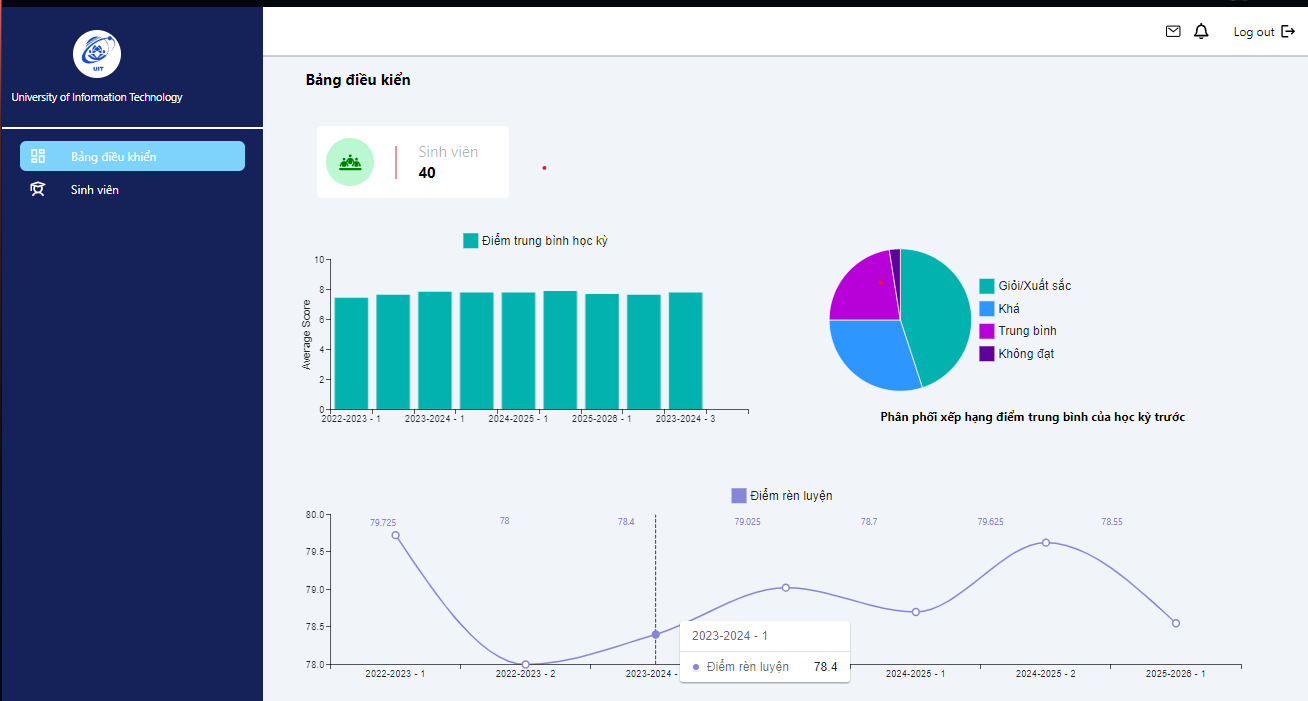 Log out
UIT
University of Information Technology
Bảng điều khiển
Sinh viên
Bảng điều kiển
Sinh viên
40
Điểm trung bình học kỳ
Average Score
10
8
6
4
2
0
2022-2023 - 1
2023-2024 - 1
2024-2025 - 1
2025-2026 - 1
2023-2024 - 3
Giỏi/Xuất sắc
Khá
Trung bình
Không đạt
Phân phối xếp hạng điểm trung bình của học kỳ trước
Điểm rèn luyện
80.0
79.5
79.0
78.5
78.0
79.725
78
78.4
79.025
78.7
79.625
78.55
2023-2024 - 1
Điểm rèn luyện 78.4
2022-2023 - 1
2022-2023 - 2
2023-2024 -
2024-2025 - 1
2024-2025 - 2
2025-2026 - 1